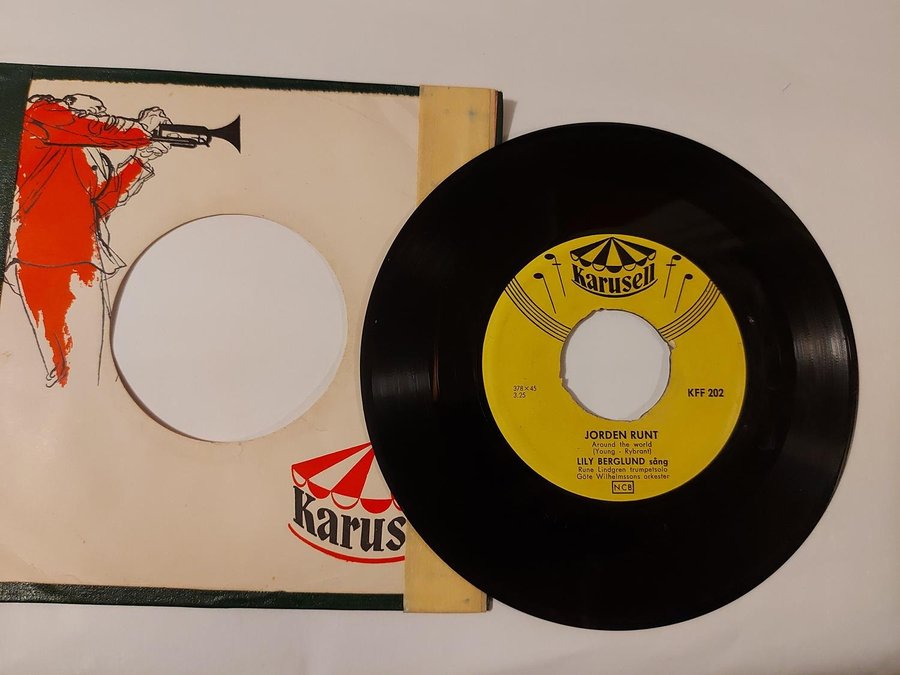 Karus
Karusell
378×45
3.25
KFF 202
JORDEN RUNT
Around the world
(Young - Rybrant)
LILY BERGLUND sång
Rune Lindgren trumpetsolo
Göte Wilhelmssons orkester
NCB